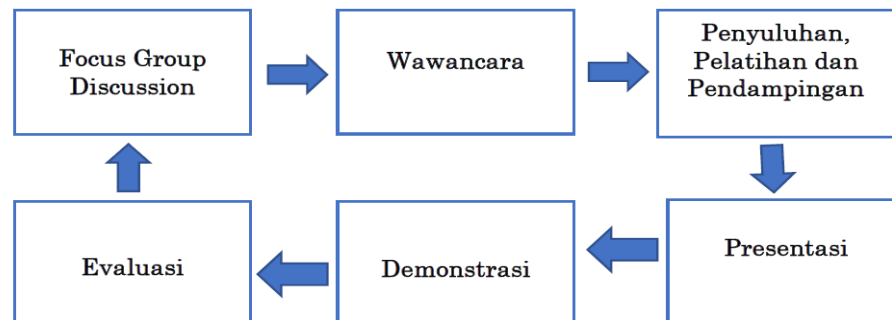 Focus Group
Discussion
Wawancara
Penyuluhan,
Pelatihan dan
Pendampingan
Presentasi
Demonstrasi
Evaluasi